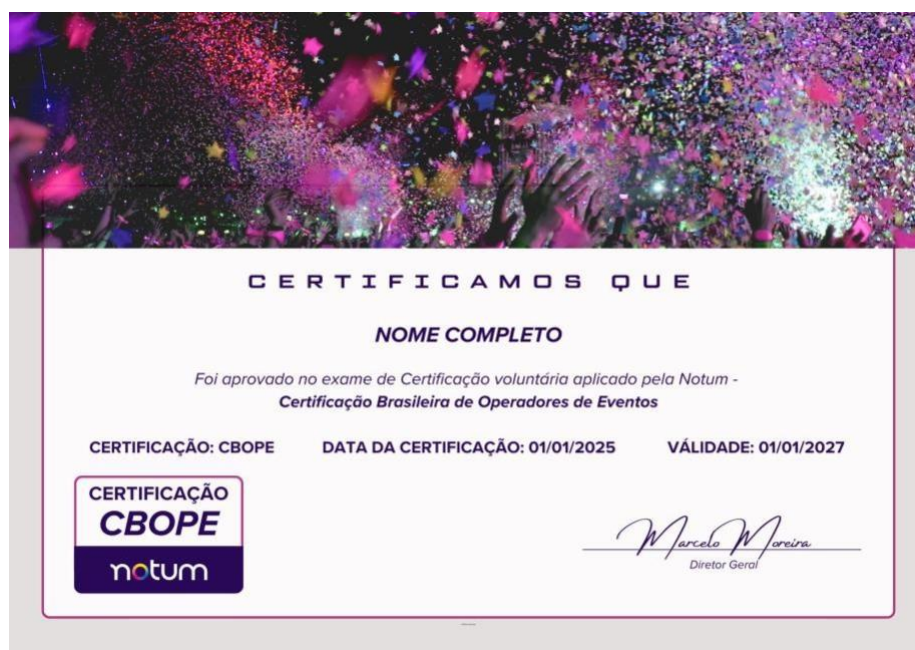 CERTIFICAMOS QUE
NOME COMPLETO
Foi aprovado no exame de Certificação voluntária aplicado pela Notum -
Certificação Brasileira de Operadores de Eventos
CERTIFICAÇÃO: CBOPE DATA DA CERTIFICAÇÃO: 01/01/2025 VÁLIDADE: 01/01/2027
CERTIFICAÇÃO
CBOPE
notum
Marcelo Moreira
Diretor Geral